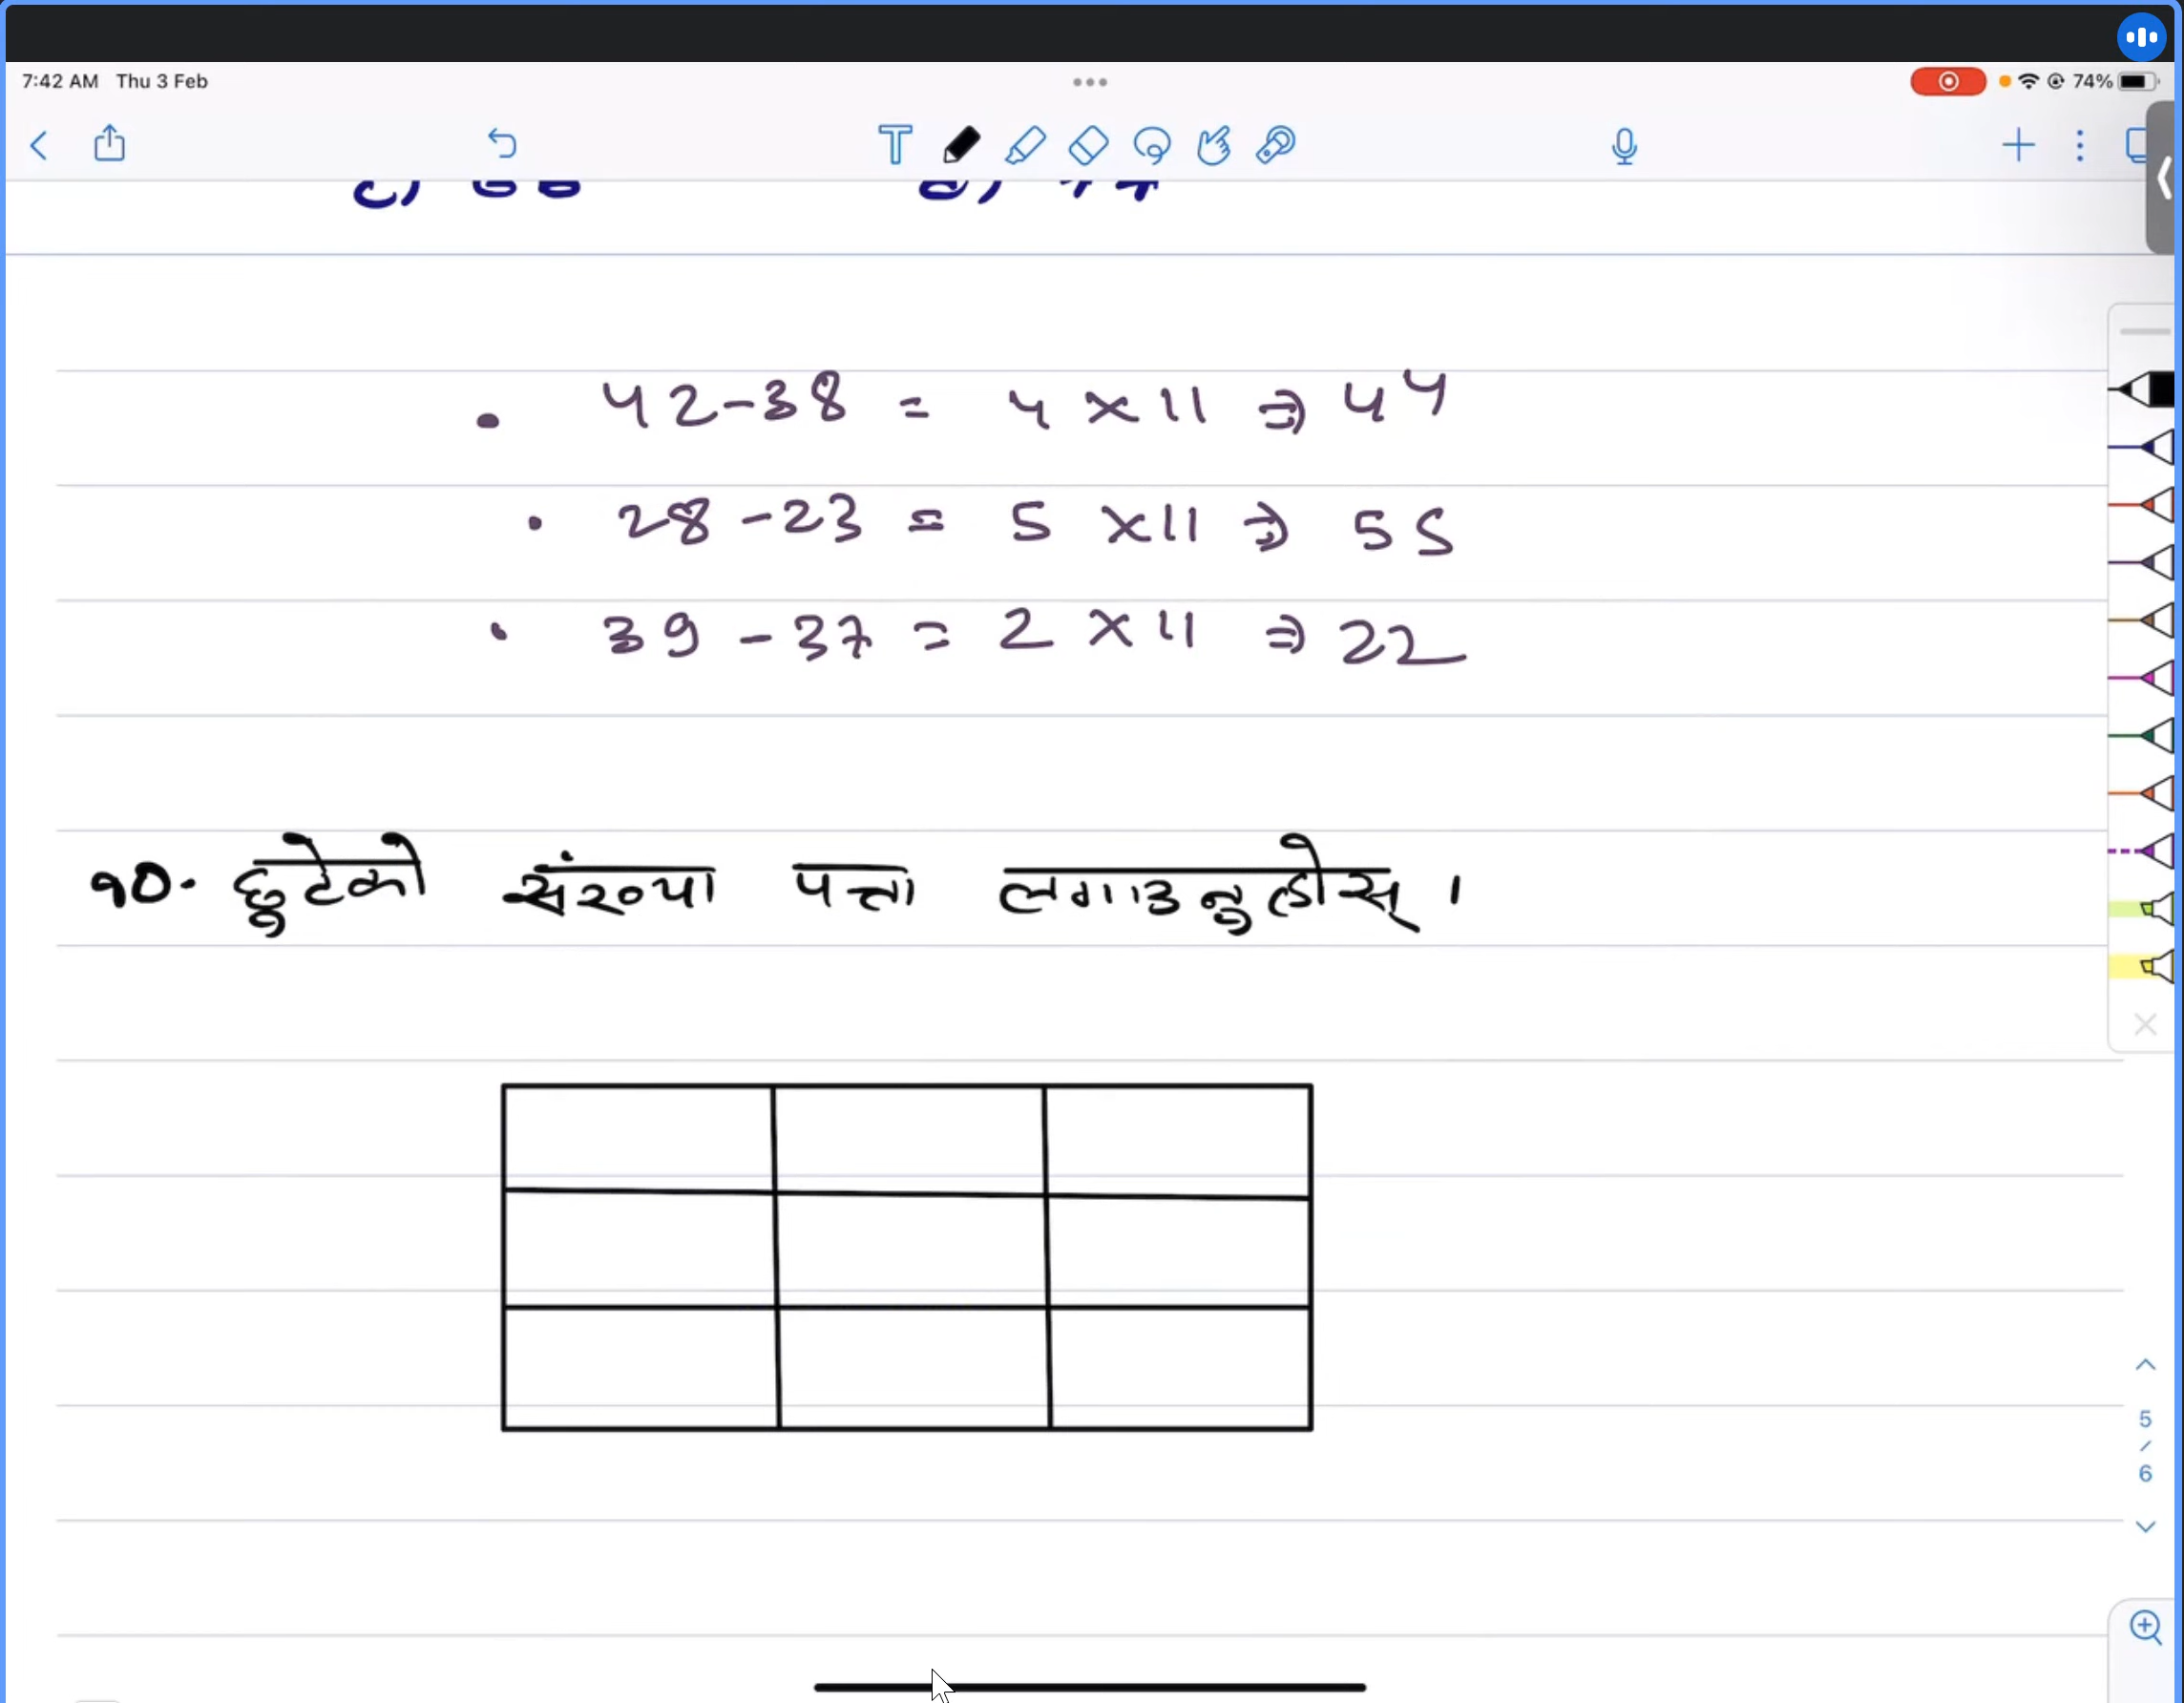 7:42 AM Thu 3 Feb
74%
T
42-38 = 4 × 11 ⇒ 44
28-23 = 5 × 11 ⇒ 55
39-37 = 2 × 11 ⇒ 22
१०. छुटेको संख्या पत्ता लगाउनुहोस् ।
5
/
6